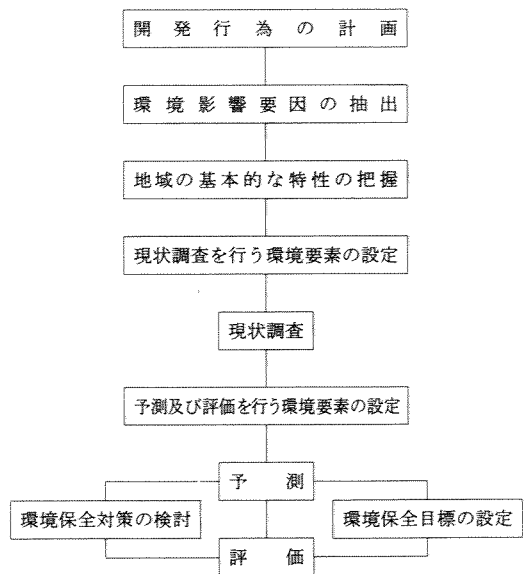 開発行為の計画
環境影響要因の抽出
地域の基本的な特性の把握
現状調査を行う環境要素の設定
現状調査
予測及び評価を行う環境要素の設定
予測
環境保全対策の検討
環境保全目標の設定
評価